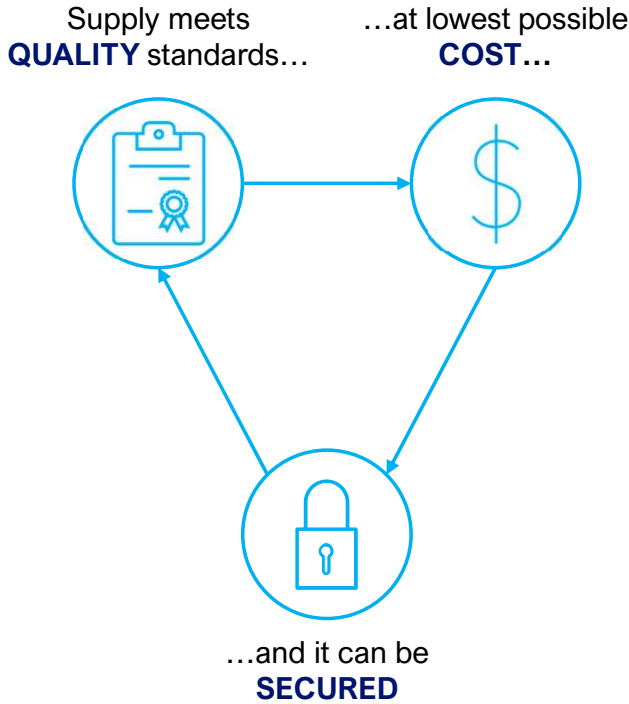 Supply meets
QUALITY standards…
…at lowest possible
COST…
…and it can be
SECURED